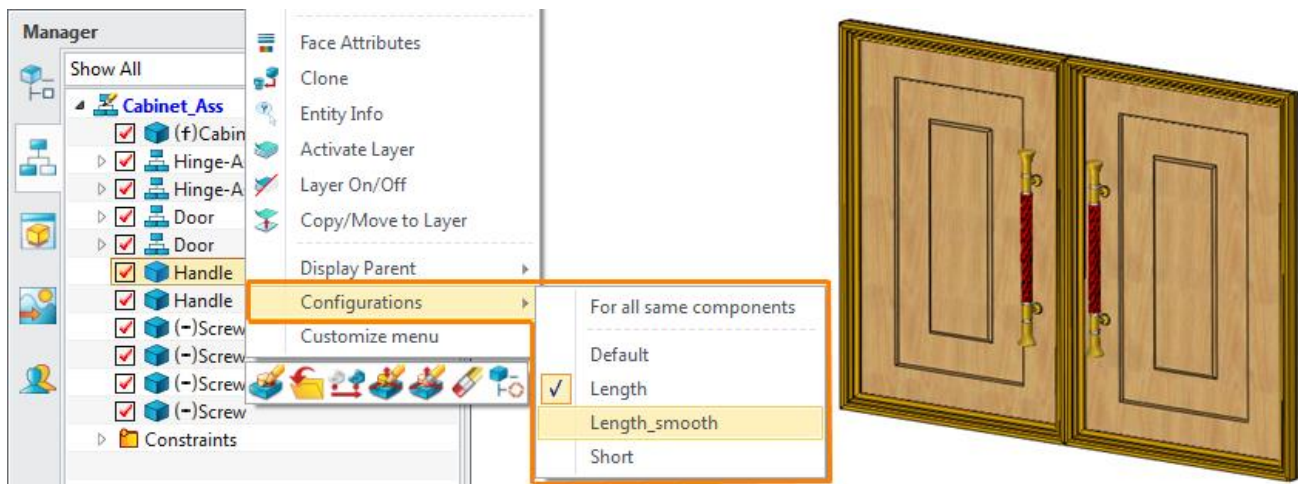 Manager
Show All
Cabinet_Ass
(f)Cabin
Hinge-A
Hinge-A
Door
Door
Handle
Handle
(-)Screw
(-)Screw
(-)Screw
(-)Screw
Constraints
Face Attributes
Clone
Entity Info
Activate Layer
Layer On/Off
Copy/Move to Layer
Display Parent
Configurations
Customize menu
For all same components
Default
Length
Length_smooth
Short